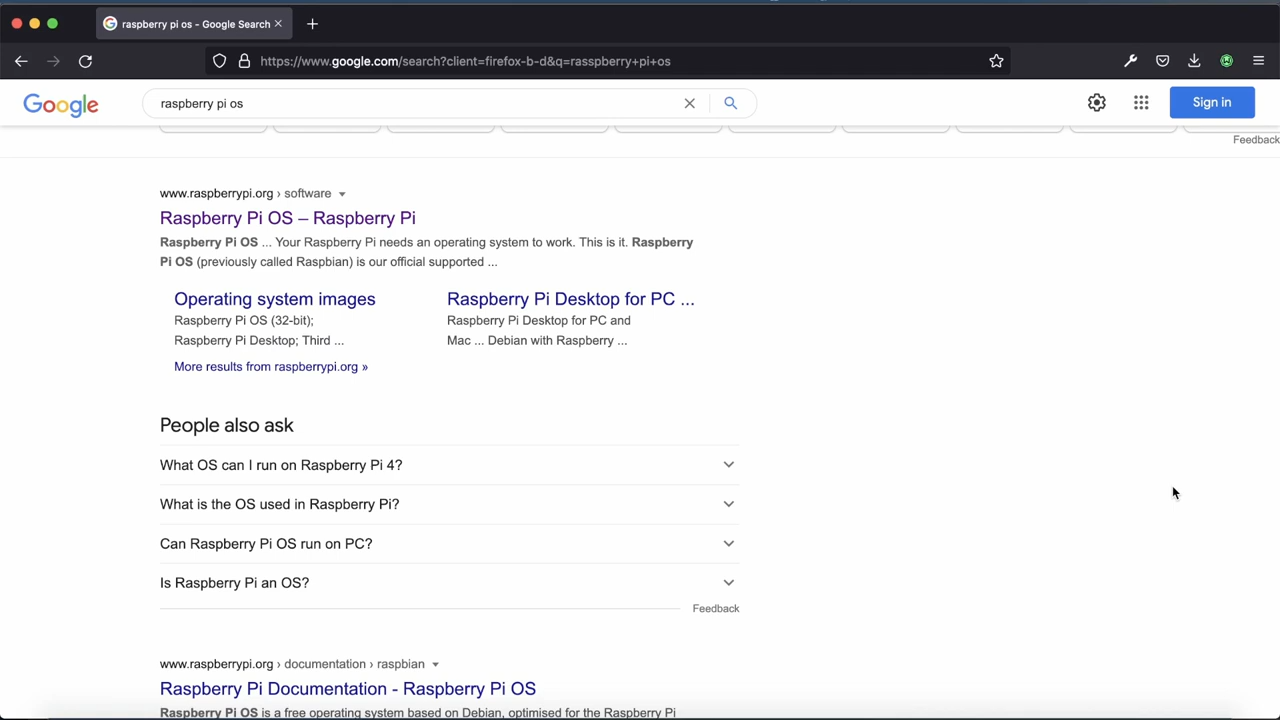 raspberry pi os - Google Search
https://www.google.com/search?client=firefox-b-d&q=rasspberry+pi+os
Google
raspberry pi os
Sign in
Feedback
www.raspberrypi.org › software
Raspberry Pi OS – Raspberry Pi
Raspberry Pi OS ... Your Raspberry Pi needs an operating system to work. This is it. Raspberry
Pi OS (previously called Raspbian) is our official supported ...
Operating system images
Raspberry Pi OS (32-bit);
Raspberry Pi Desktop; Third ...
Raspberry Pi Desktop for PC ...
Raspberry Pi Desktop for PC and
Mac ... Debian with Raspberry ...
More results from raspberrypi.org »
People also ask
What OS can I run on Raspberry Pi 4?
What is the OS used in Raspberry Pi?
Can Raspberry Pi OS run on PC?
Is Raspberry Pi an OS?
Feedback
www.raspberrypi.org › documentation › raspbian
Raspberry Pi Documentation - Raspberry Pi OS
Raspberry Pi OS is a free operating system based on Debian, optimised for the Raspberry Pi